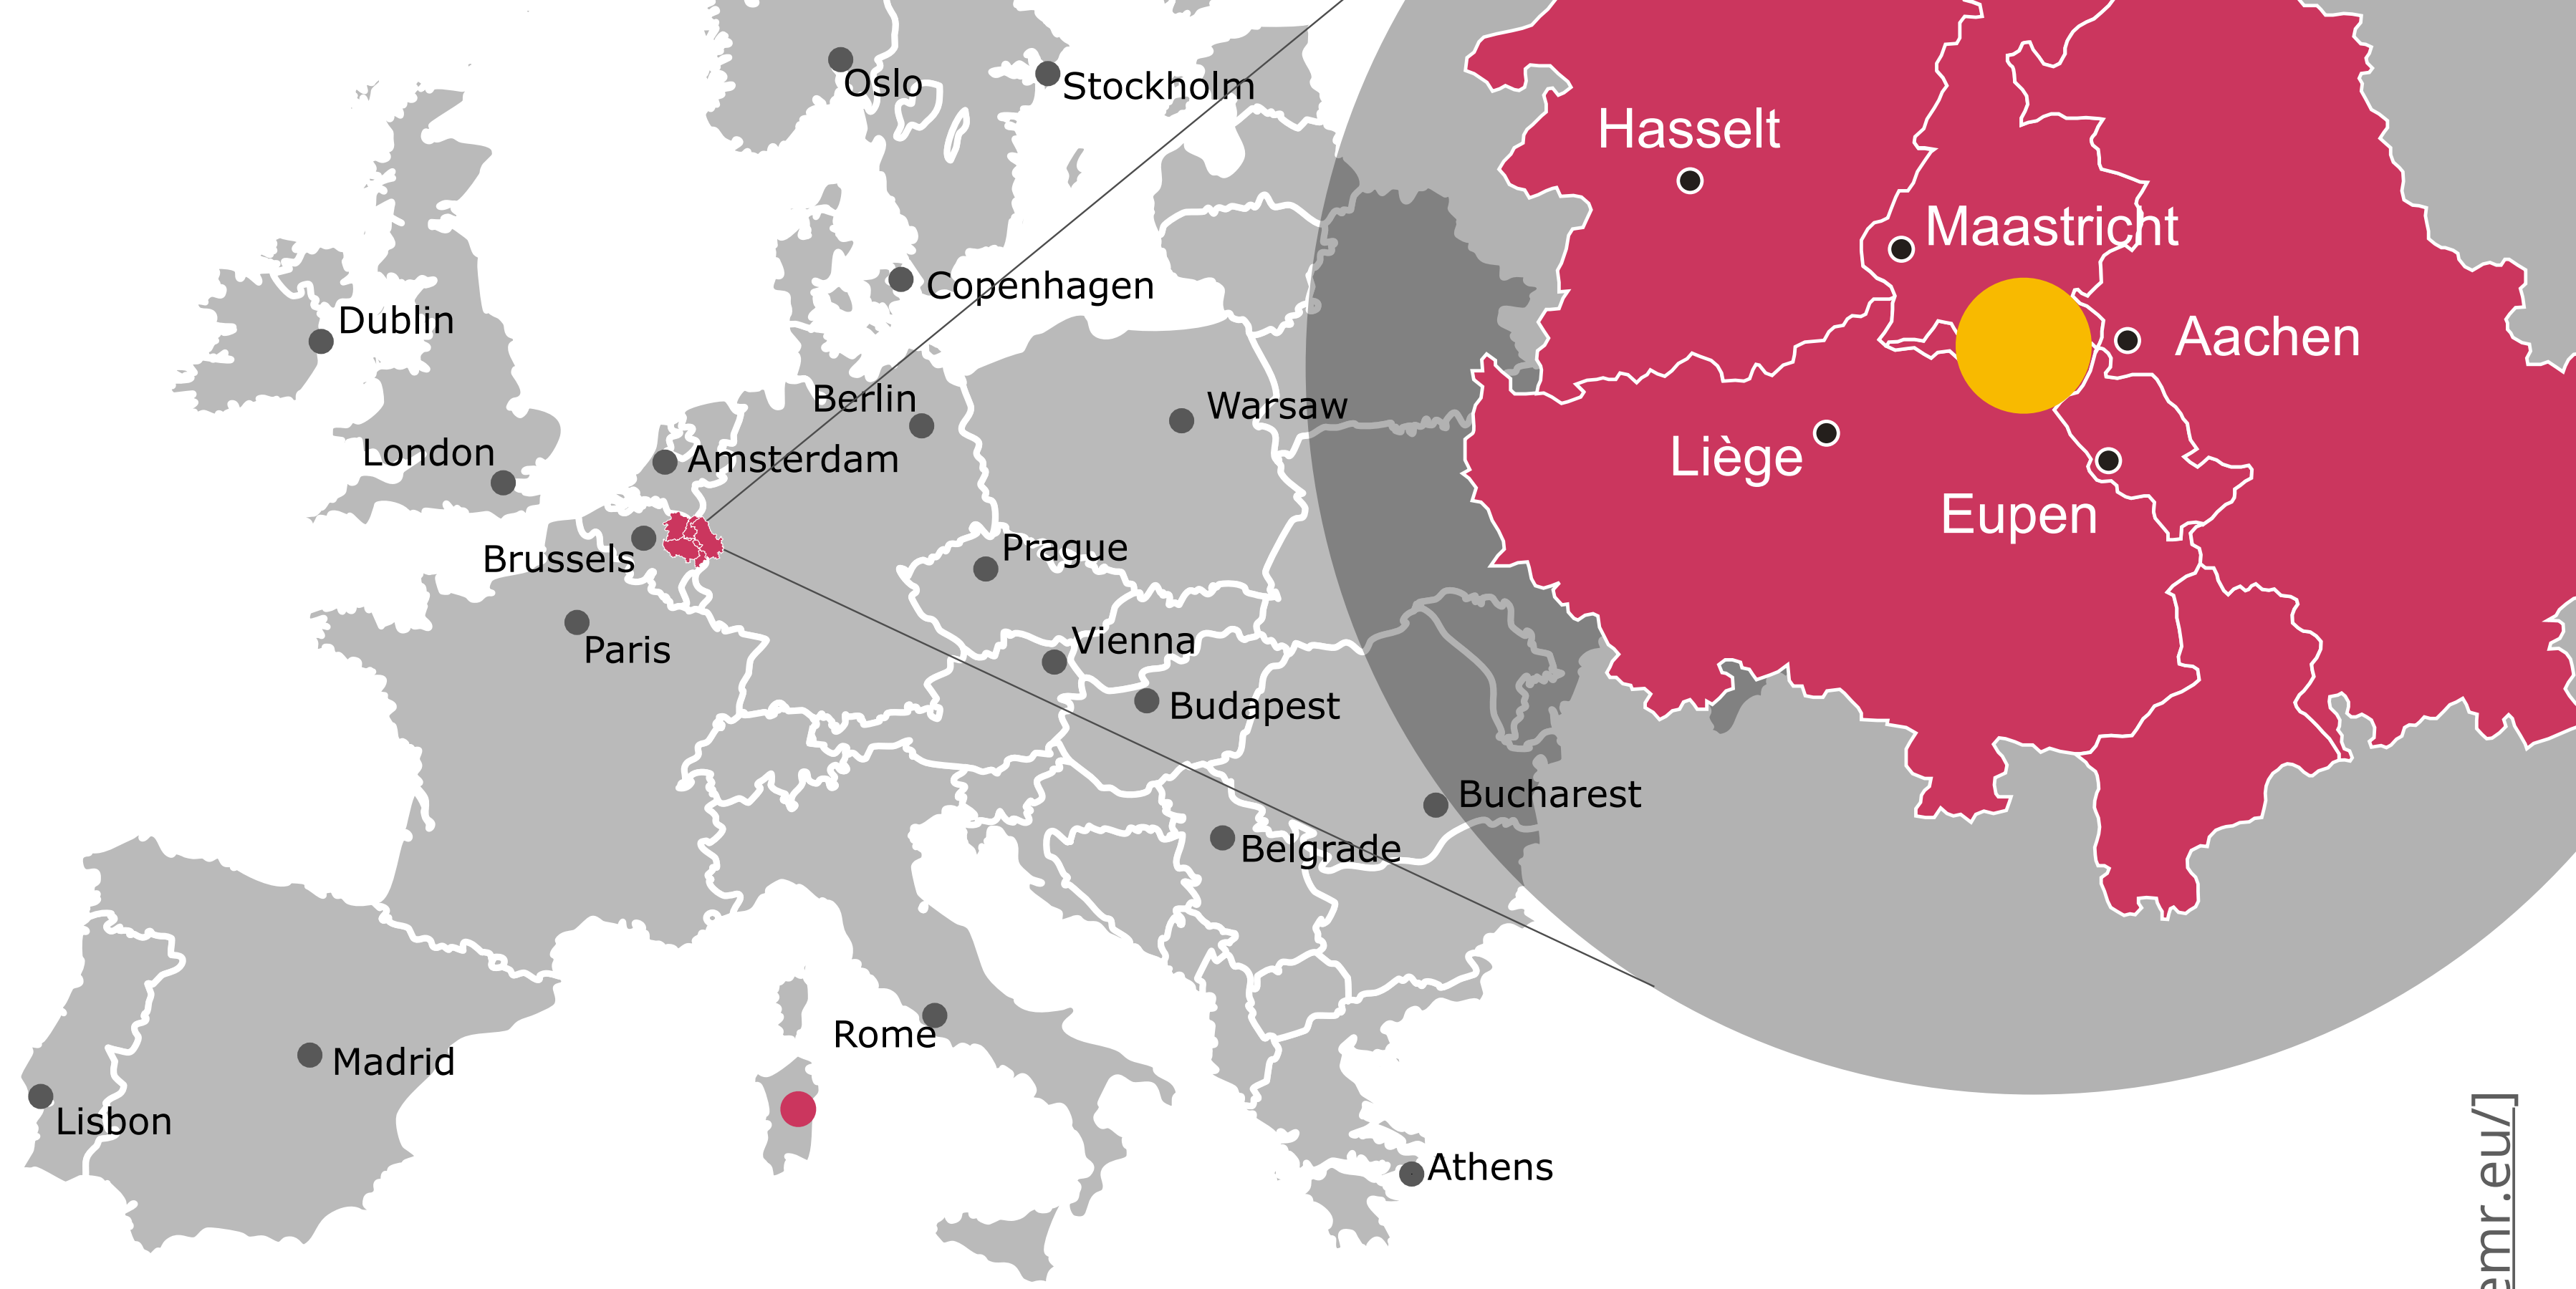 Oslo
Stockholm
Hasselt
Maastricht
Copenhagen
Dublin
Aachen
Berlin
Warsaw
London
Amsterdam
Liège
Eupen
Brussels
Prague
Paris
Vienna
Budapest
Bucharest
Belgrade
Rome
Madrid
Lisbon
Athens
emr.eu/]